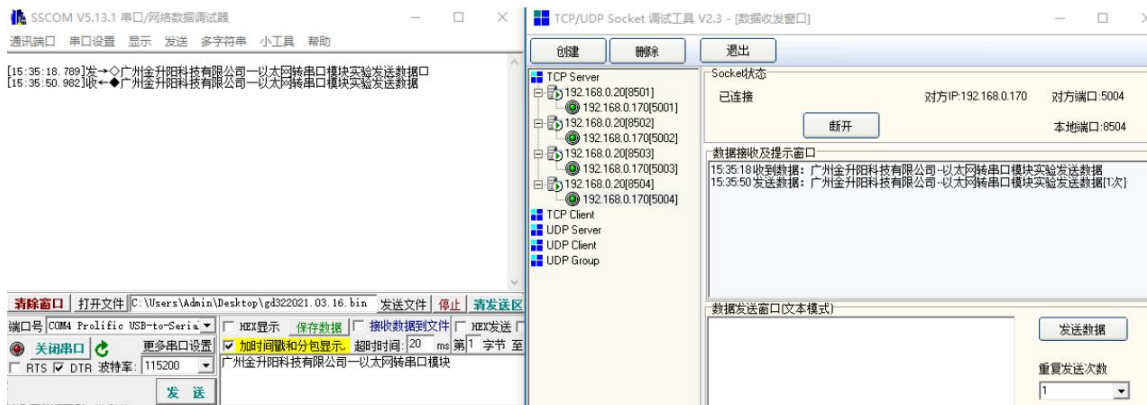 SSCOM V5.13.1 串口/网络数据调试器
通讯端口 串口设置 显示 发送 多字符串 小工具 帮助
[15:35:18.789]发→◇广州金升阳科技有限公司—以太网转串口模块实验发送数据□
[15:35:50.982]收←◆广州金升阳科技有限公司—以太网转串口模块实验发送数据
清除窗口 打开文件 C:\Users\Admin\Desktop\gd322021.03.16.bin 发送文件 停止 清发送区
端口号 COM4 Prolific USB-to-Seria HEX显示 保存数据 接收数据到文件 HEX发送
关闭串口 更多串口设置 加时间戳和分包显示. 超时时间: 20 ms 第1 字节 至
RTS DTR 波特率: 115200 广州金升阳科技有限公司—以太网转串口模块
发 送
TCP/UDP Socket 调试工具 V2.3 - [数据收发窗口]
创建 删除 退出
TCP Server
192.168.0.20[8501]
192.168.0.170[5001]
192.168.0.20[8502]
192.168.0.170[5002]
192.168.0.20[8503]
192.168.0.170[5003]
192.168.0.20[8504]
192.168.0.170[5004]
TCP Client
UDP Server
UDP Client
UDP Group
Socket状态
已连接 对方IP:192.168.0.170 对方端口:5004
断开 本地端口:8504
数据接收及提示窗口
15:35:18 收到数据：广州金升阳科技有限公司-以太网转串口模块实验发送数据
15:35:50 发送数据：广州金升阳科技有限公司-以太网转串口模块实验发送数据[1次]
数据发送窗口(文本模式)
发送数据
重复发送次数
1